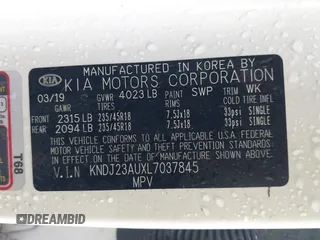 MANUFACTURED IN KOREA BY
KIA KIA MOTORS CORPORATION
03/19 GVWR 4023 LB PAINT SWP TRIM WK
GAWR TIRES RIMS COLD TIRE INFLATION
FRONT 2315 LB 235/45R18 7.5Jx18 33psi SINGLE
REAR 2094 LB 235/45R18 7.5Jx18 33psi SINGLE
THIS VEHICLE CONFORMS TO ALL APPLICABLE FEDERAL
MOTOR VEHICLE SAFETY, BUMPER, AND THEFT PREVENTION
STANDARDS IN EFFECT ON THE DATE OF MANUFACTURE
SHOWN ABOVE.
V.I.N KNDJ23AUXL7037845
MPV
T68
DREAMBID